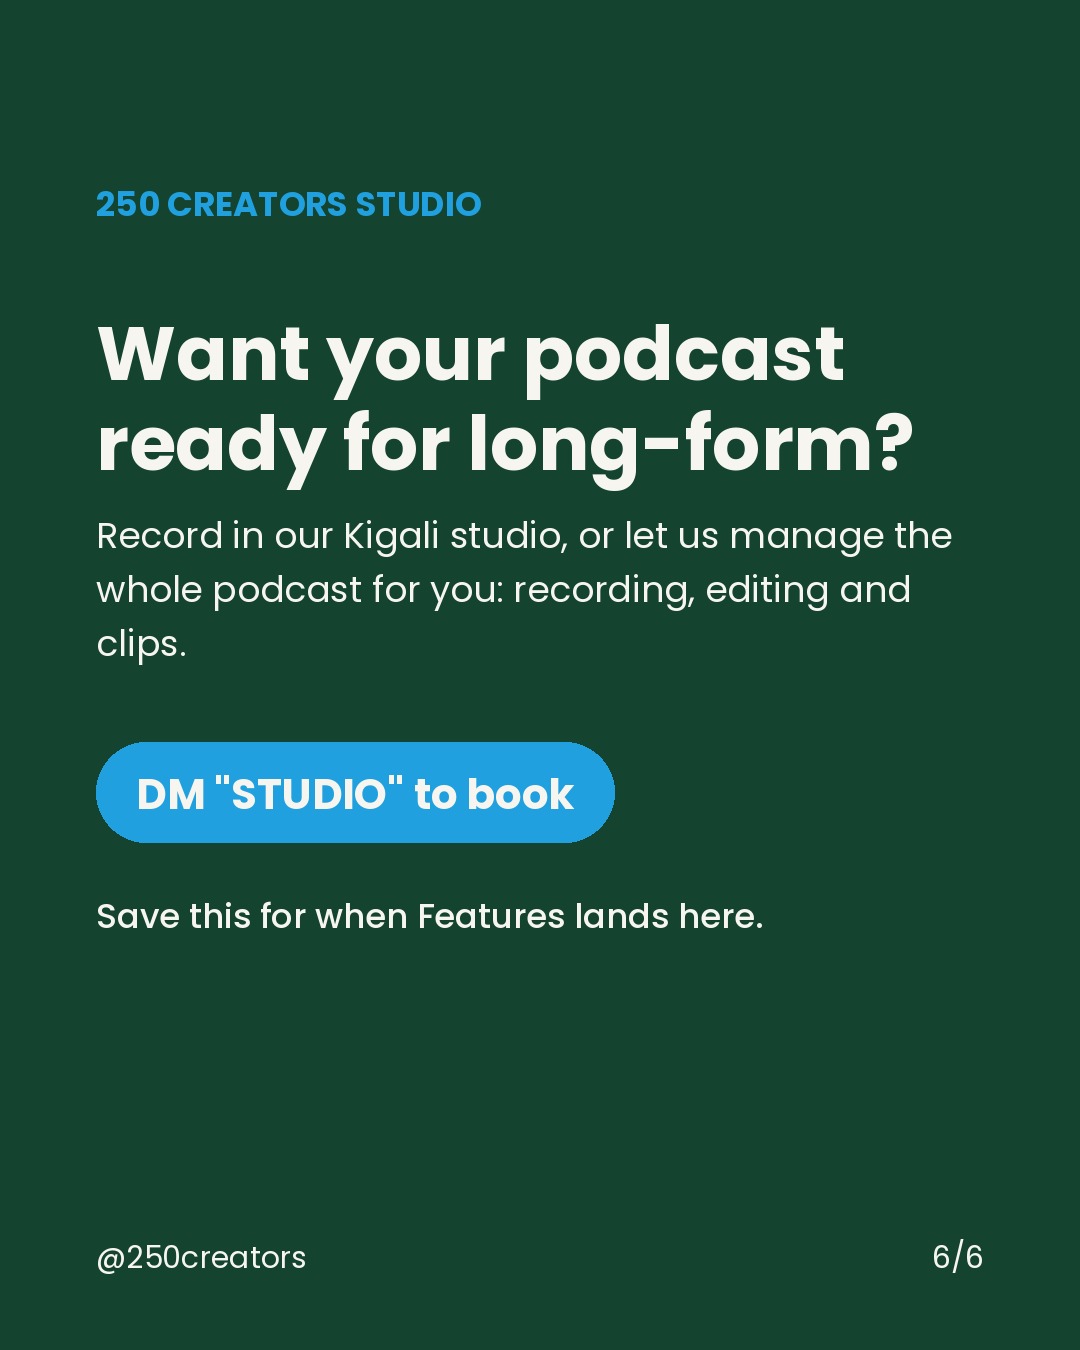 250 CREATORS STUDIO
Want your podcast
ready for long-form?
Record in our Kigali studio, or let us manage the
whole podcast for you: recording, editing and
clips.
DM "STUDIO" to book
Save this for when Features lands here.
@250creators
6/6